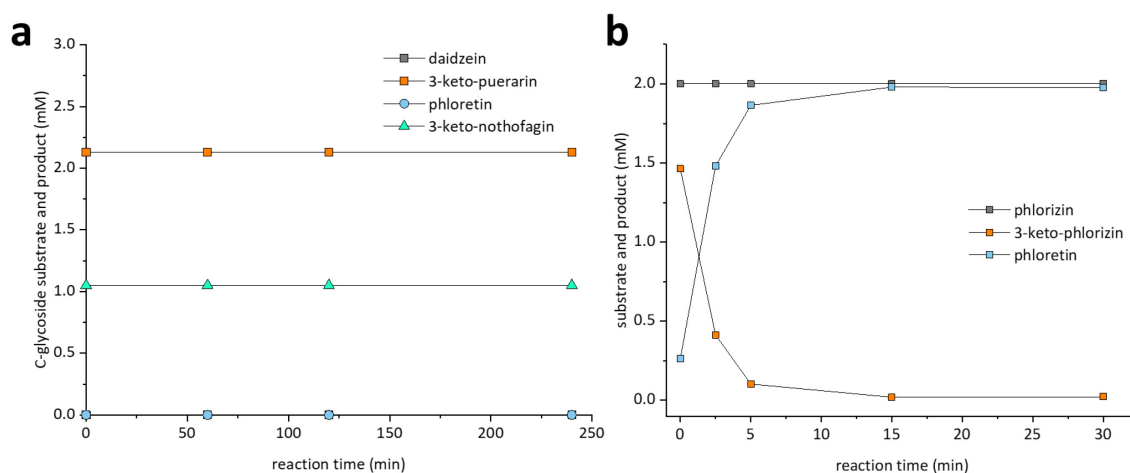 a
C-glycoside substrate and product (mM)
3.0
2.5
2.0
1.5
1.0
0.5
0.0
daidzein
3-keto-puerarin
phloretin
3-keto-nothofagin
0
50
100
150
200
250
reaction time (min)
b
substrate and product (mM)
2.0
1.5
1.0
0.5
0.0
phlorizin
3-keto-phlorizin
phloretin
0
5
10
15
20
25
30
reaction time (min)